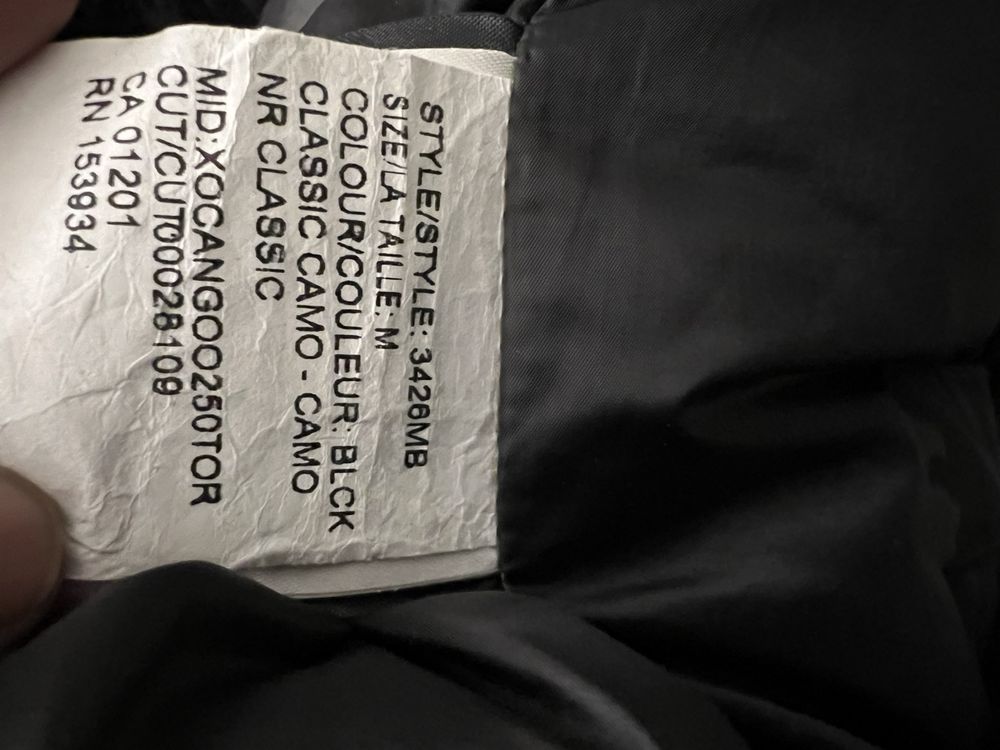 STYLE/STYLE: 3426MB
SIZE/LA TAILLE: M
COLOUR/COULEUR: BLCK
CLASSIC CAMO - CAMO
NR CLASSIC
MID:XOCANGOO250TOR
CUT/CUT00028109
CA 01201
RN 153934